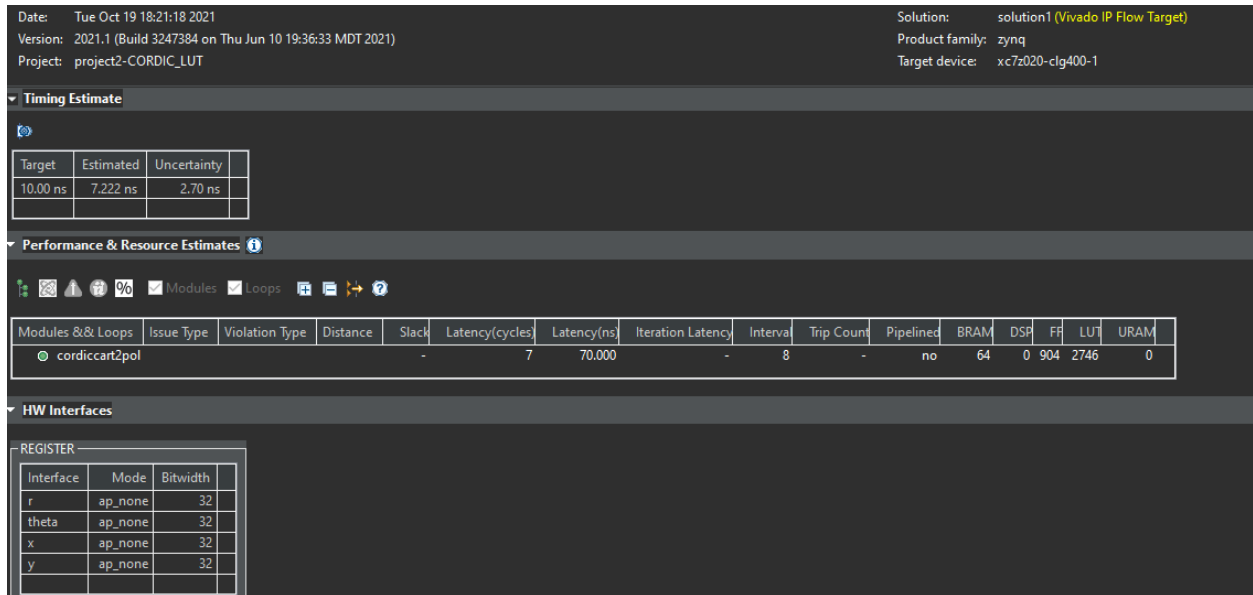 Date: Tue Oct 19 18:21:18 2021 Solution: solution1 (Vivado IP Flow Target)
Version: 2021.1 (Build 3247384 on Thu Jun 10 19:36:33 MDT 2021) Product family: zynq
Project: project2-CORDIC_LUT Target device: xc7z020-clg400-1
Timing Estimate
Target Estimated Uncertainty
10.00 ns 7.222 ns 2.70 ns
Performance & Resource Estimates
% Modules Loops
Modules && Loops Issue Type Violation Type Distance Slack Latency(cycles) Latency(ns) Iteration Latency Interval Trip Count Pipelined BRAM DSP FF LUT URAM
cordiccart2pol - 7 70.000 - 8 - no 64 0 904 2746 0
HW Interfaces
REGISTER
Interface Mode Bitwidth
r ap_none 32
theta ap_none 32
x ap_none 32
y ap_none 32